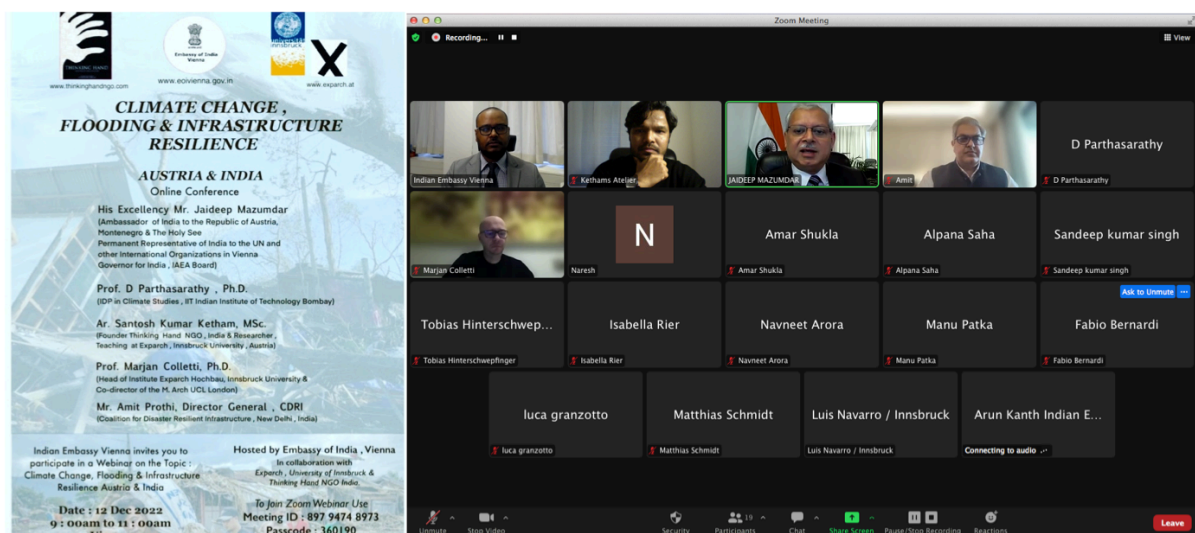 THINKING HAND
www.thinkinghandngo.com
Embassy of India
Vienna
www.eoivienna.gov.in
innsbruck
www.exparch.at
CLIMATE CHANGE ,
FLOODING & INFRASTRUCTURE
RESILIENCE
AUSTRIA & INDIA
Online Conference
His Excellency Mr. Jaideep Mazumdar
(Ambassador of India to the Republic of Austria,
Montenegro & The Holy See
Permanent Representative of India to the UN and
other International Organizations in Vienna
Governor for India , IAEA Board)
Prof. D Parthasarathy , Ph.D.
(IDP in Climate Studies , IIT Indian Institute of Technology Bombay)
Ar. Santosh Kumar Ketham, MSc.
(Founder Thinking Hand NGO , India & Researcher ,
Teaching at Exparch , Innsbruck University , Austria)
Prof. Marjan Colletti, Ph.D.
(Head of Institute Exparch Hochbau, Innsbruck University &
Co-director of the M. Arch UCL London)
Mr. Amit Prothi, Director General , CDRI
(Coalition for Disaster Resilient Infrastructure , New Delhi , India)
Indian Embassy Vienna invites you to
participate in a Webinar on the Topic :
Climate Change, Flooding & Infrastructure
Resilience Austria & India
Date : 12 Dec 2022
9 : 00am to 11 : 00am
Hosted by Embassy of India , Vienna
In collaboration with
Exparch , University of Innsbruck &
Thinking Hand NGO India.
To Join Zoom Webinar Use
Meeting ID : 897 9474 8973
Passcode : 360190
Zoom Meeting
Recording...
View
Indian Embassy Vienna
Kethams Atelier
JAIDEEP MAZUMDAR
Amit
D Parthasarathy
D Parthasarathy
Marjan Colletti
N
Naresh
Amar Shukla
Amar Shukla
Alpana Saha
Alpana Saha
Sandeep kumar singh
Sandeep kumar singh
Tobias Hinterschwep...
Tobias Hinterschwepfinger
Isabella Rier
Isabella Rier
Navneet Arora
Navneet Arora
Manu Patka
Manu Patka
Ask to Unmute ...
Fabio Bernardi
Fabio Bernardi
luca granzotto
luca granzotto
Matthias Schmidt
Matthias Schmidt
Luis Navarro / Innsbruck
Luis Navarro / Innsbruck
Arun Kanth Indian E...
Connecting to audio
Unmute
Stop Video
Security
19
Participants
Chat
Share Screen
Pause/Stop Recording
Reactions
Leave